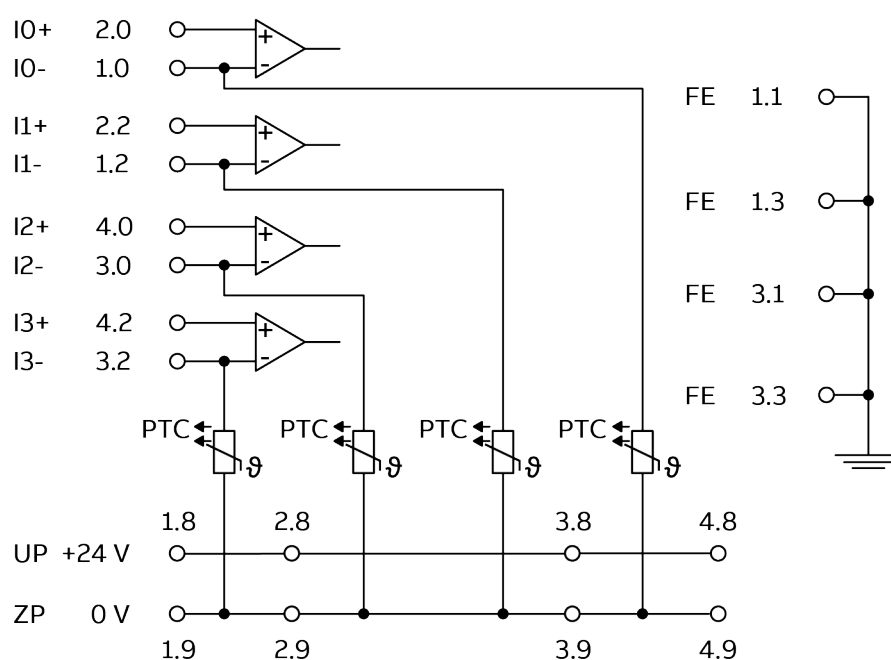 I0+ 2.0
I0- 1.0
I1+ 2.2
I1- 1.2
I2+ 4.0
I2- 3.0
I3+ 4.2
I3- 3.2
+
-
+
-
+
-
+
-
FE 1.1
FE 1.3
FE 3.1
FE 3.3
PTC ϑ PTC ϑ PTC ϑ PTC ϑ
1.8 2.8 3.8 4.8
UP +24 V
ZP 0 V
1.9 2.9 3.9 4.9